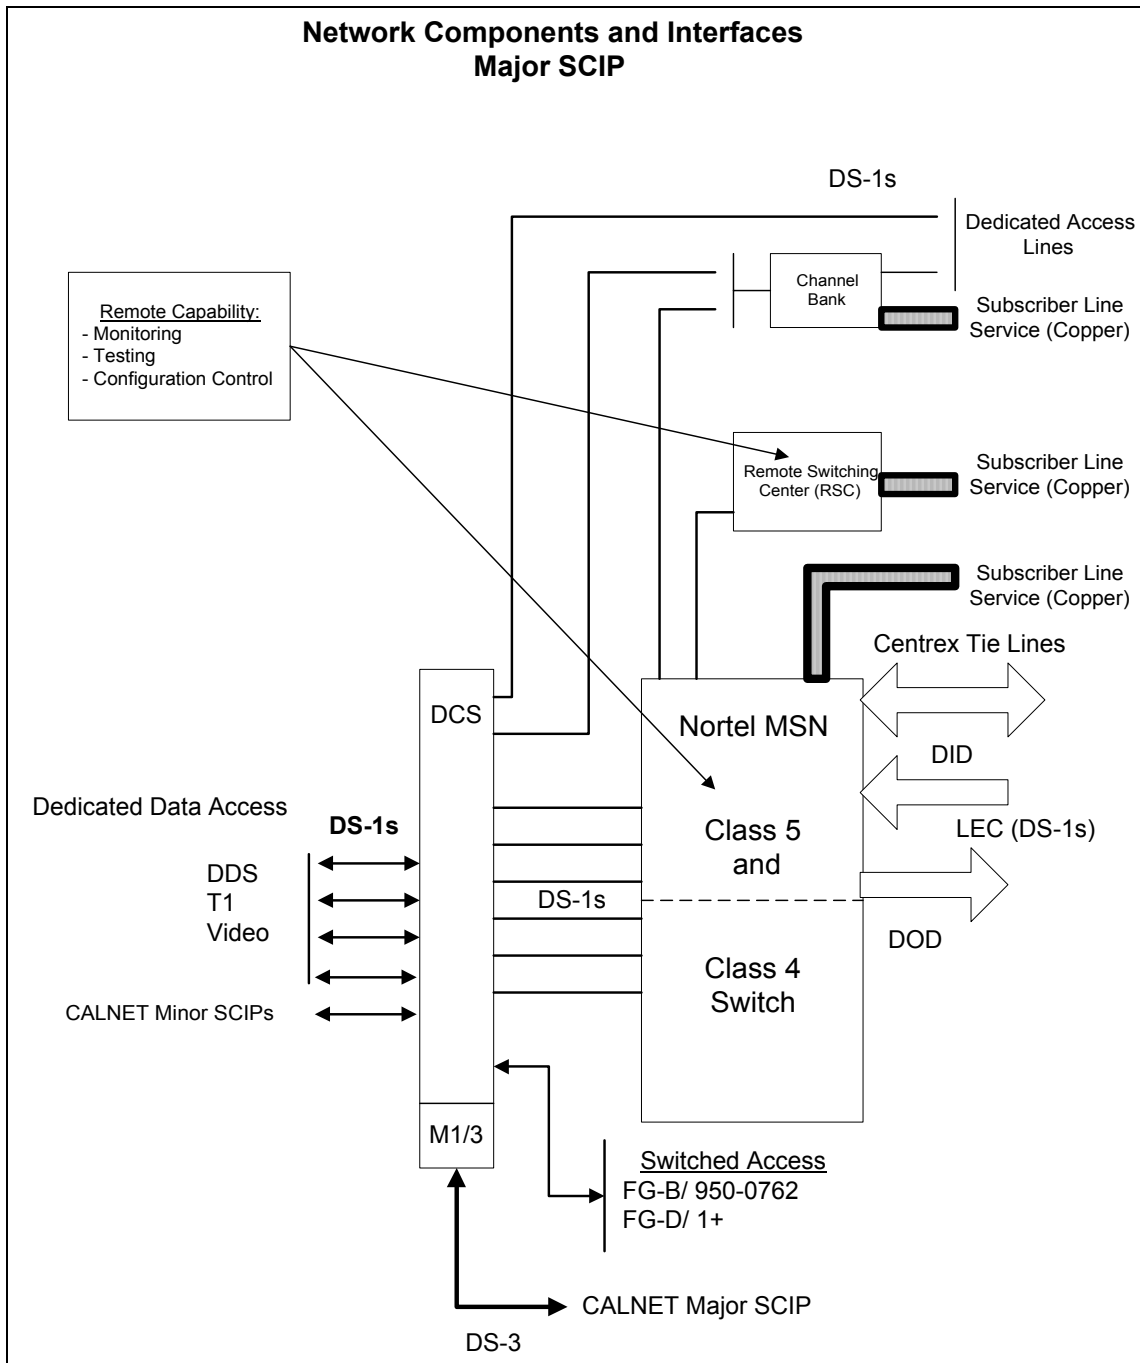 Network Components and Interfaces
Major SCIP
DS-1s
Dedicated Access
Lines
Channel
Bank
Subscriber Line
Service (Copper)
Remote Capability:
- Monitoring
- Testing
- Configuration Control
Remote Switching
Center (RSC)
Subscriber Line
Service (Copper)
Subscriber Line
Service (Copper)
Centrex Tie Lines
DCS
Nortel MSN
DID
Dedicated Data Access
DS-1s
Class 5
and
LEC (DS-1s)
DDS
T1
Video
DS-1s
DOD
Class 4
Switch
CALNET Minor SCIPs
M1/3
Switched Access
FG-B/ 950-0762
FG-D/ 1+
CALNET Major SCIP
DS-3